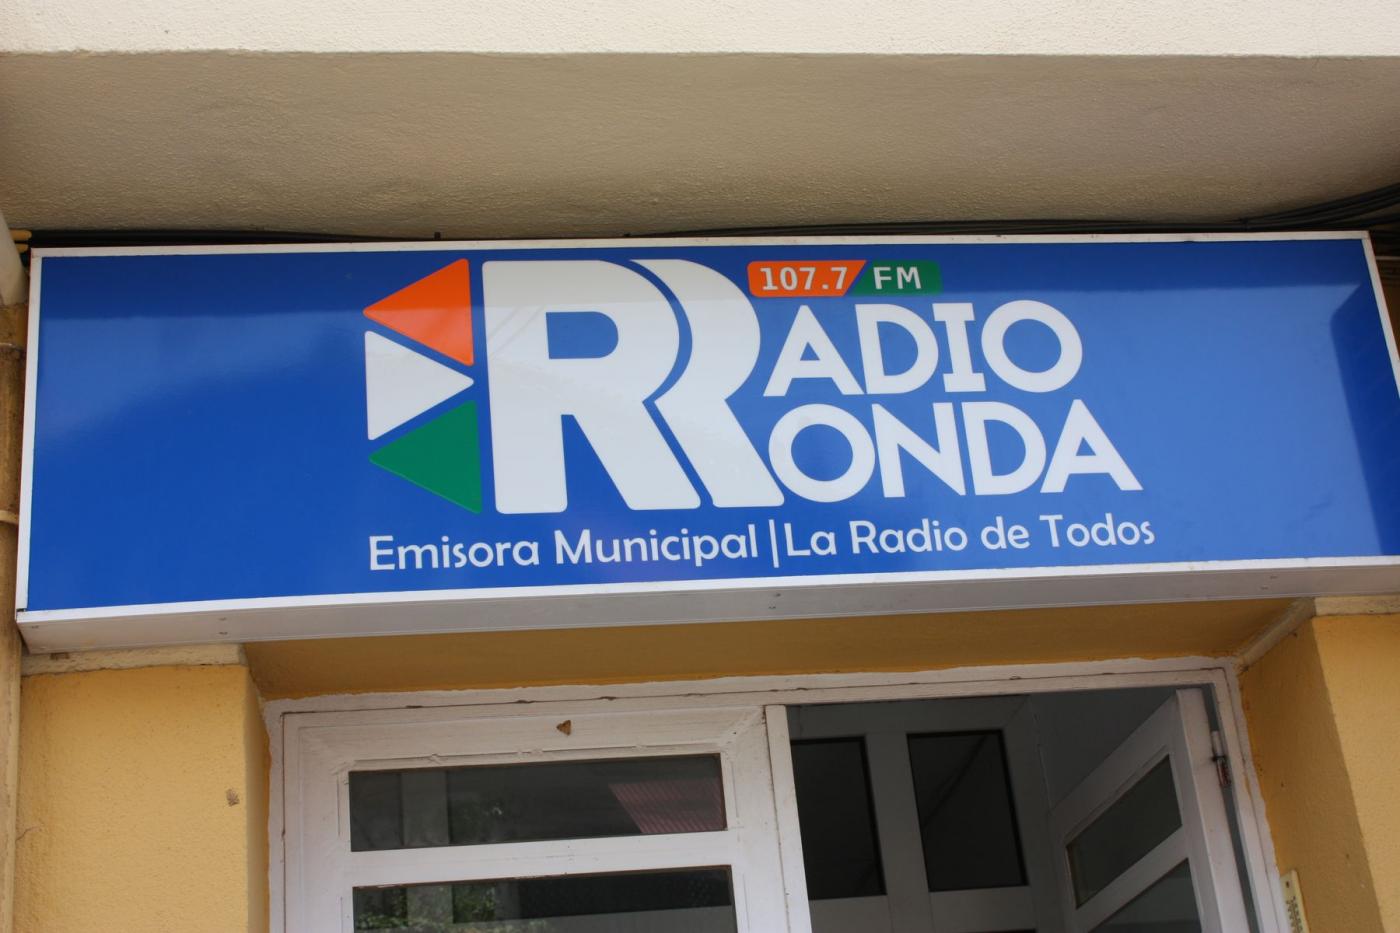 107.7 FM
RADIO
RONDA
Emisora Municipal | La Radio de Todos